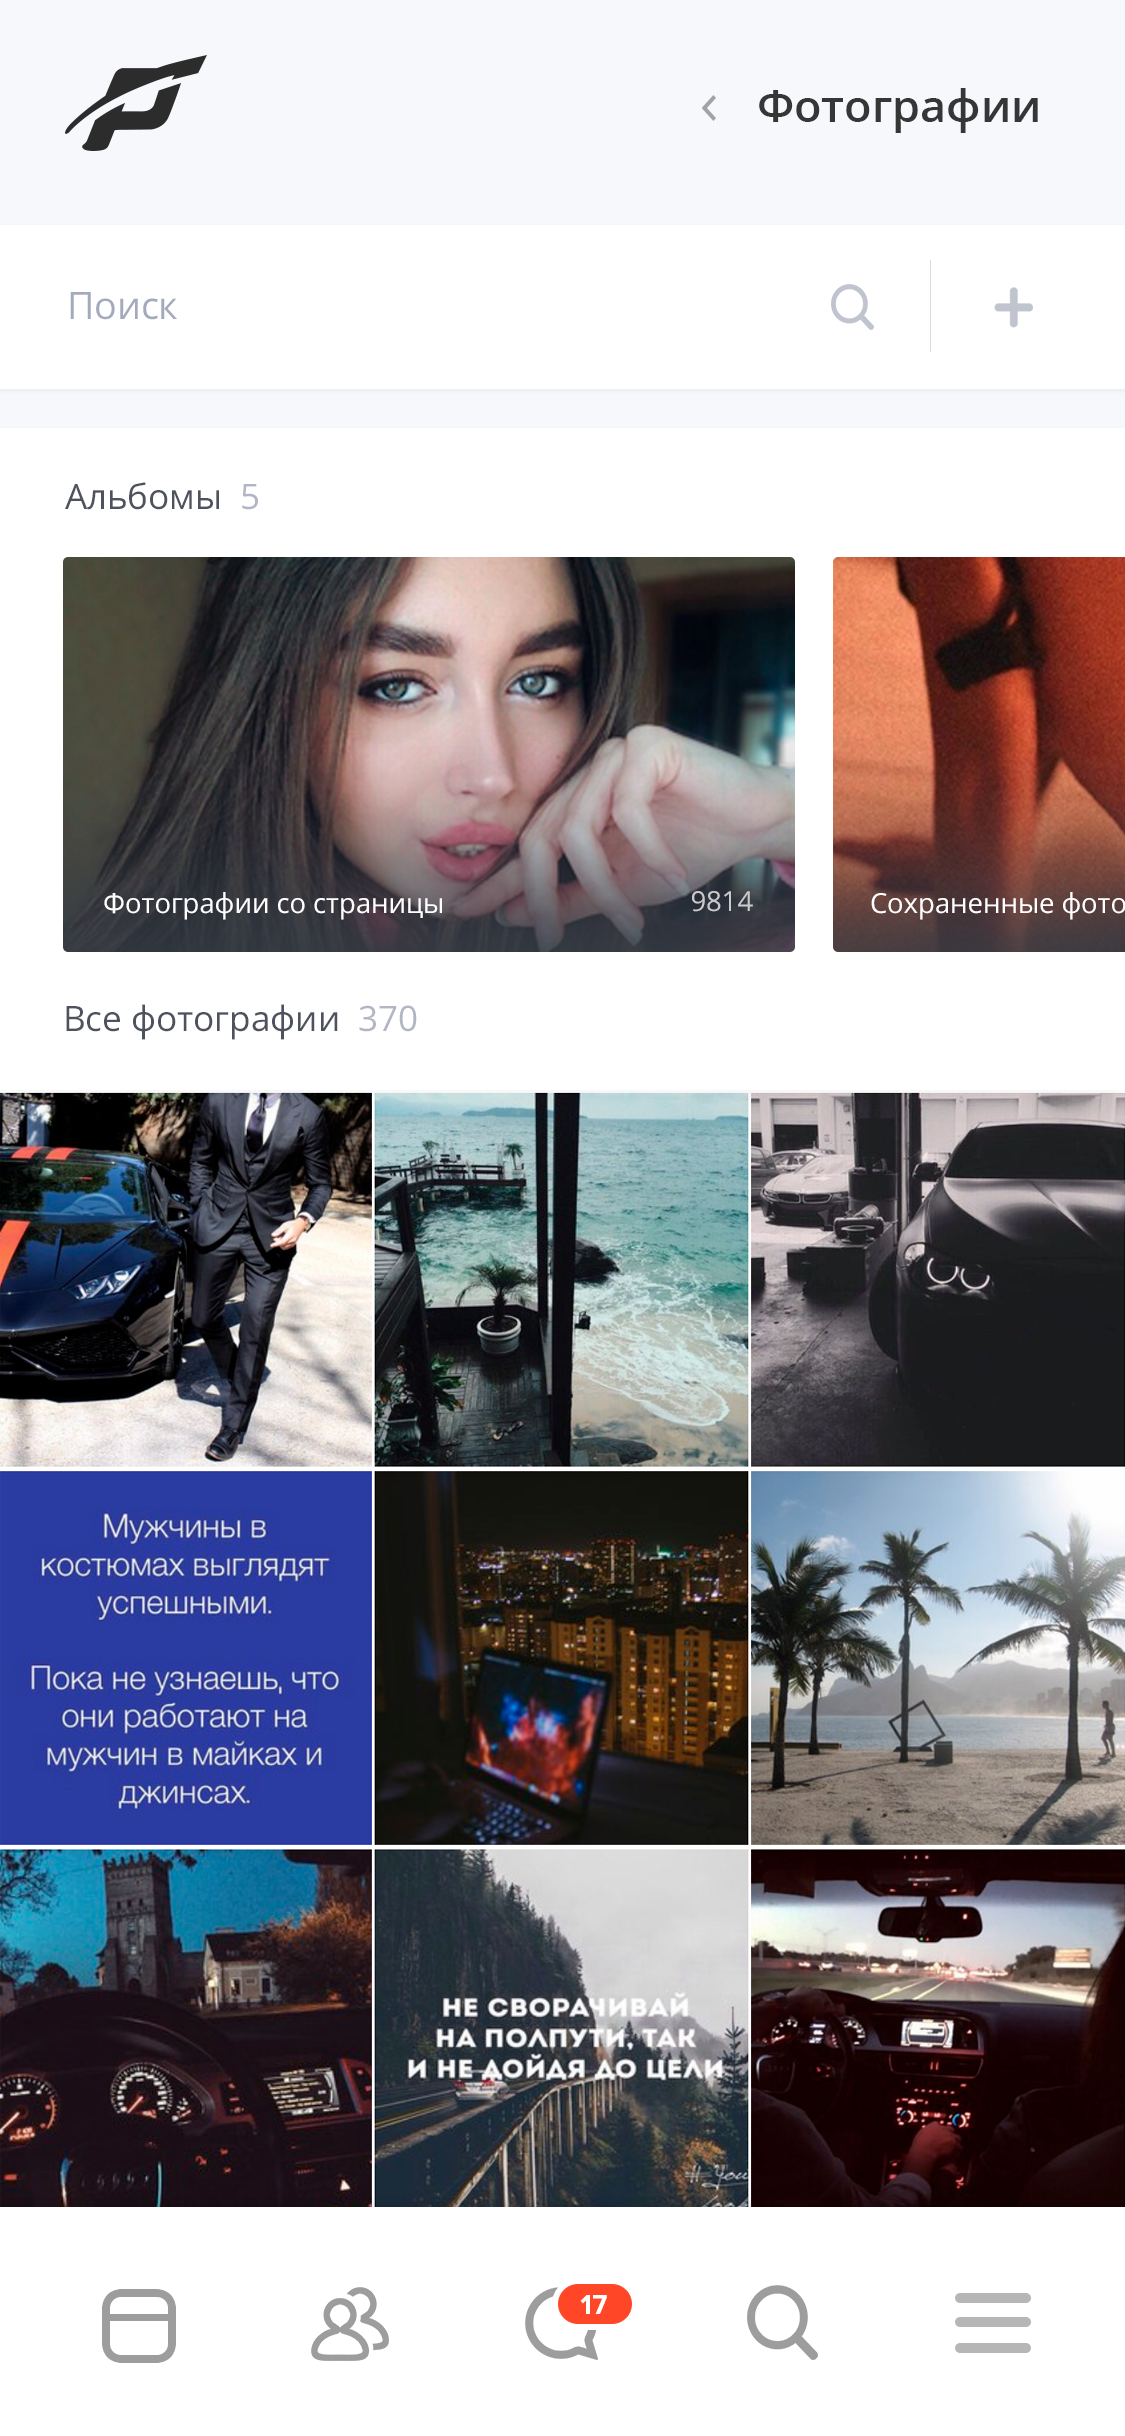 Фотографии
Поиск
Альбомы 5
Фотографии со страницы 9814
Сохраненные фото
Все фотографии 370
Мужчины в
костюмах выглядят
успешными.
Пока не узнаешь, что
они работают на
мужчин в майках и
джинсах.
НЕ СВОРАЧИВАЙ
НА ПОЛПУТИ, ТАК
И НЕ ДОЙДЯ ДО ЦЕЛИ
# You
17